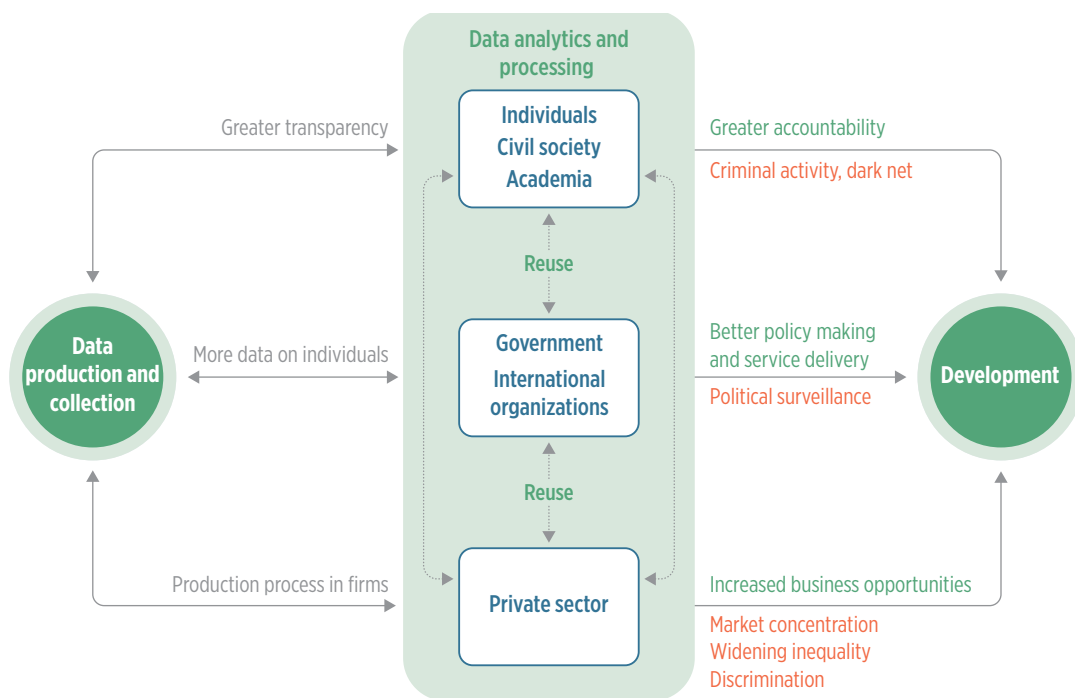 Data analytics and
processing
Individuals
Civil society
Academia
Greater transparency
Greater accountability
Criminal activity, dark net
Reuse
Data
production and
collection
More data on individuals
Government
International
organizations
Better policy making
and service delivery
Political surveillance
Development
Reuse
Production process in firms
Private sector
Increased business opportunities
Market concentration
Widening inequality
Discrimination